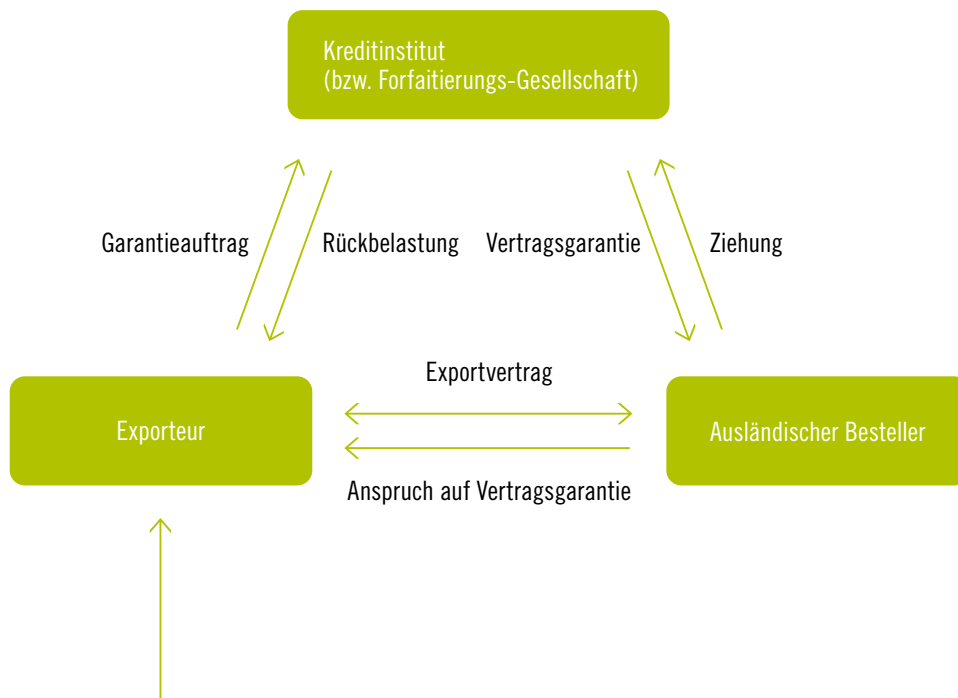 Kreditinstitut
(bzw. Forfaitierungs-Gesellschaft)
Garantieauftrag
Rückbelastung
Vertragsgarantie
Ziehung
Exportvertrag
Exporteur
Ausländischer Besteller
Anspruch auf Vertragsgarantie